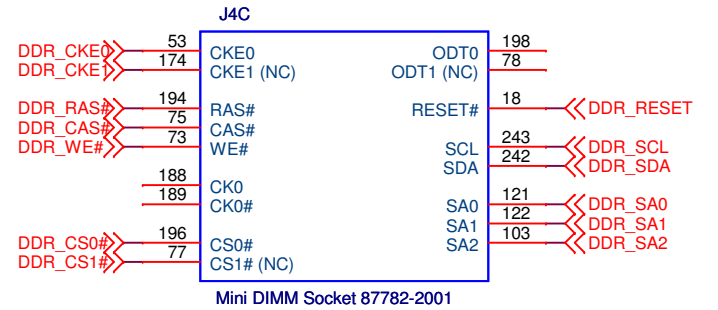 J4C
DDR_CKE0 53 CKE0 ODT0 198
DDR_CKE1 174 CKE1 (NC) ODT1 (NC) 78
DDR_RAS# 194 RAS# RESET# 18 DDR_RESET
DDR_CAS# 75 CAS#
DDR_WE# 73 WE# SCL 243 DDR_SCL
SDA 242 DDR_SDA
188 CK0
189 CK0# SA0 121 DDR_SA0
SA1 122 DDR_SA1
DDR_CS0# 196 CS0# SA2 103 DDR_SA2
DDR_CS1# 77 CS1# (NC)
Mini DIMM Socket 87782-2001